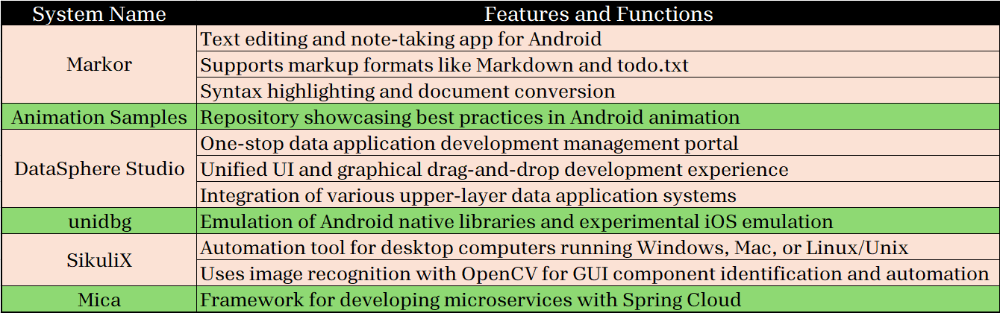 System Name Features and Functions
Markor
Text editing and note-taking app for Android
Supports markup formats like Markdown and todo.txt
Syntax highlighting and document conversion
Animation Samples Repository showcasing best practices in Android animation
DataSphere Studio
One-stop data application development management portal
Unified UI and graphical drag-and-drop development experience
Integration of various upper-layer data application systems
unidbg Emulation of Android native libraries and experimental iOS emulation
SikuliX
Automation tool for desktop computers running Windows, Mac, or Linux/Unix
Uses image recognition with OpenCV for GUI component identification and automation
Mica Framework for developing microservices with Spring Cloud